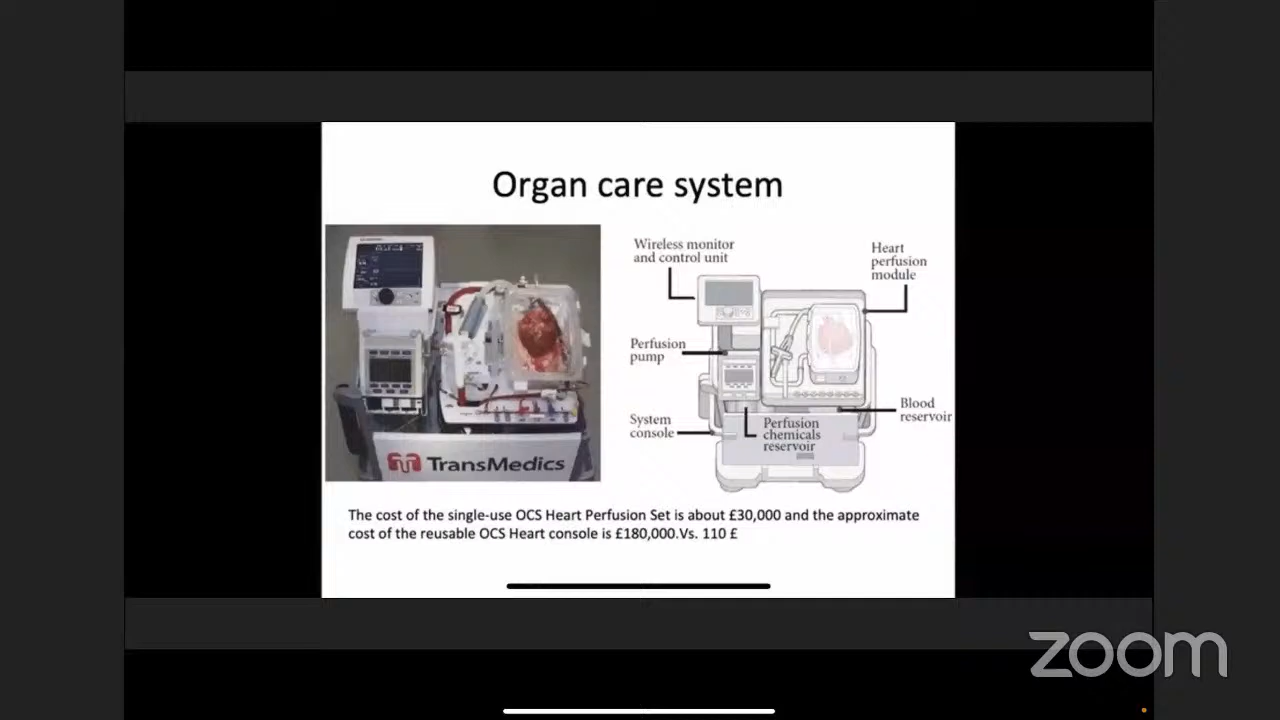 Organ care system
TransMedics
Wireless monitor
and control unit
Heart
perfusion
module
Perfusion
pump
System
console
Perfusion
chemicals
reservoir
Blood
reservoir
The cost of the single-use OCS Heart Perfusion Set is about £30,000 and the approximate
cost of the reusable OCS Heart console is £180,000.Vs. 110 £
zoom